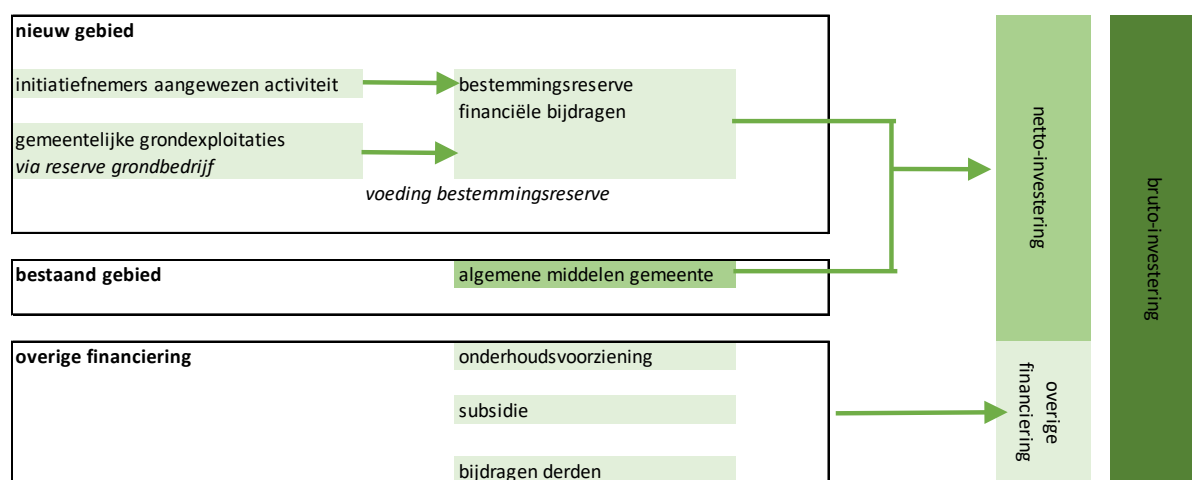 nieuw gebied
initiatiefnemers aangewezen activiteit
bestemmingsreserve
financiële bijdragen
gemeentelijke grondexploitaties
via reserve grondbedrijf
voeding bestemmingsreserve
bestaand gebied
algemene middelen gemeente
overige financiering
onderhoudsvoorziening
subsidie
bijdragen derden
netto-investering
overige
financiering
bruto-investering